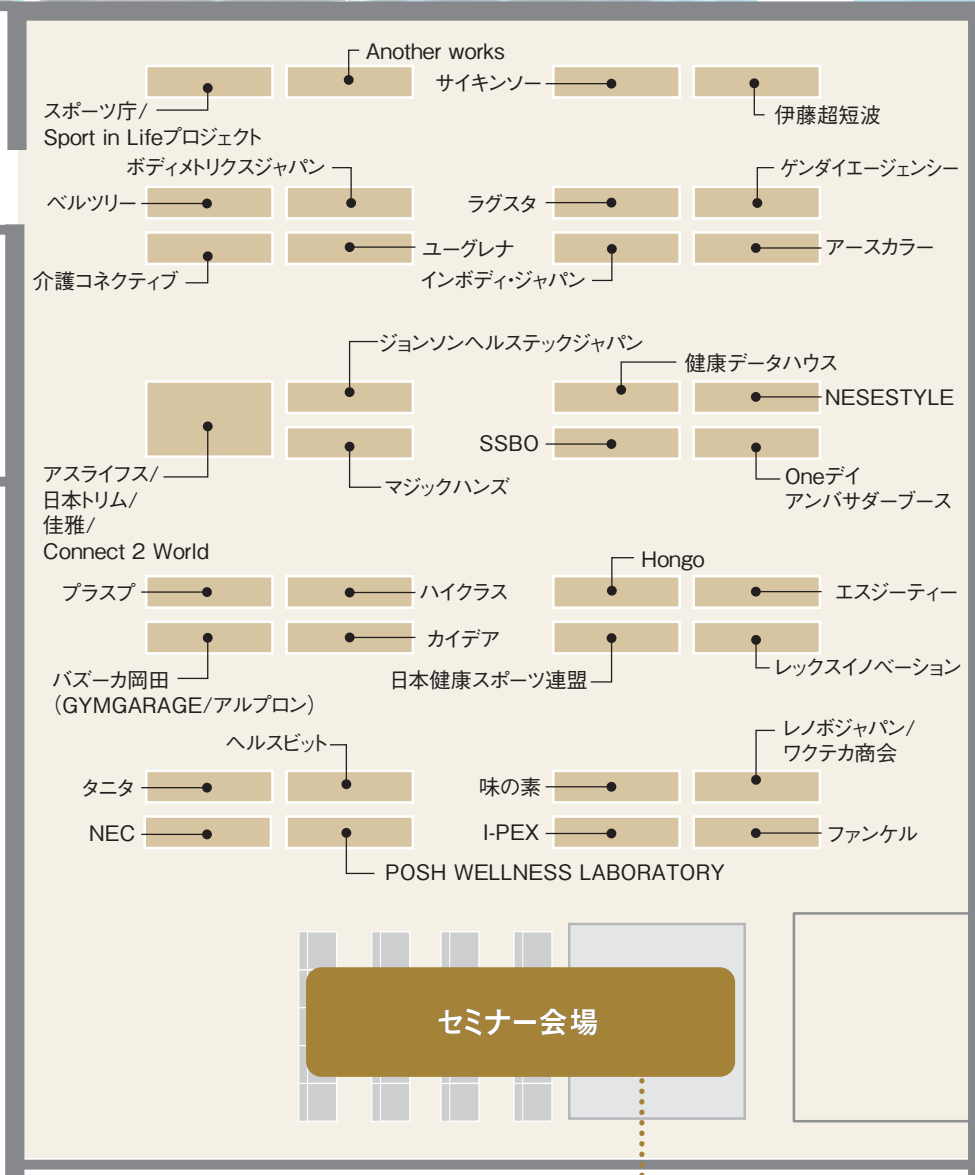 Another works
サイキンソー
スポーツ庁/
Sport in Lifeプロジェクト
伊藤超短波
ボディメトリクスジャパン
ゲンダイエージェンシー
ベルツリー
ラグスタ
ユーグレナ
アースカラー
介護コネクティブ
インボディ・ジャパン
ジョンソンヘルステックジャパン
健康データハウス
NESESTYLE
SSBO
アスライフス/
日本トリム/
佳雅/
Connect 2 World
マジックハンズ
Oneデイ
アンバサダーブース
Hongo
プラスプ
ハイクラス
エスジーティー
カイデア
バズーカ岡田
（GYMGARAGE/アルプロン）
日本健康スポーツ連盟
レックスイノベーション
ヘルスビット
レノボジャパン/
ワクテカ商会
タニタ
味の素
NEC
I-PEX
ファンケル
POSH WELLNESS LABORATORY
セミナー会場